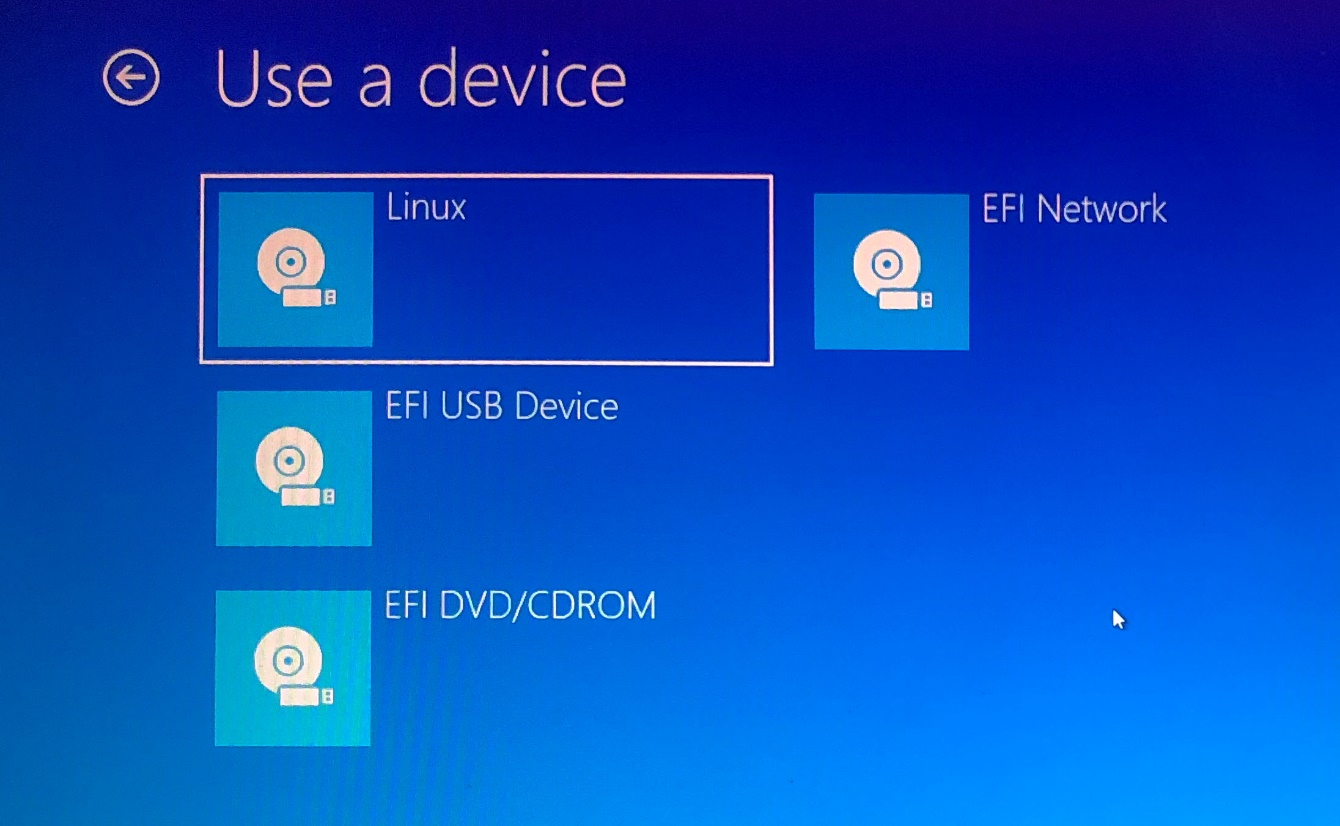 Use a device
Linux
EFI USB Device
EFI DVD/CDROM
EFI Network